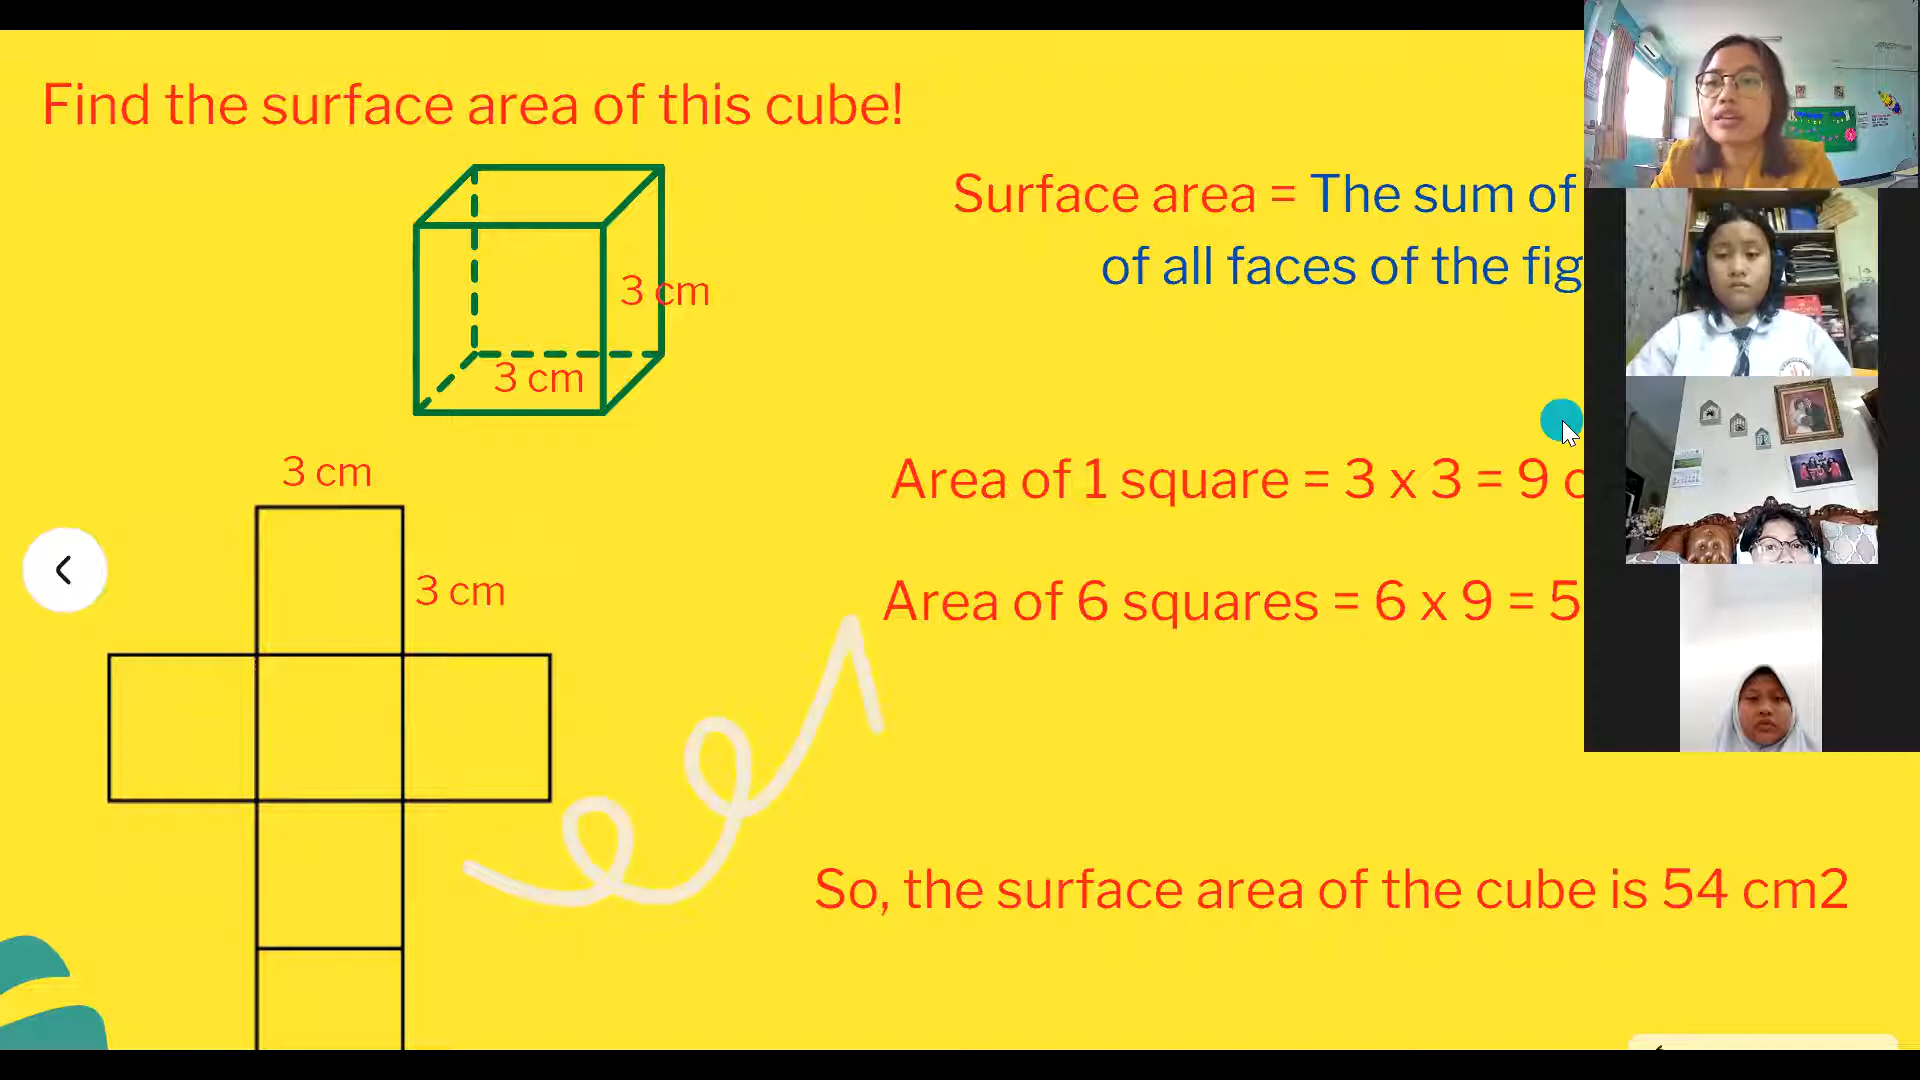 Find the surface area of this cube!
Surface area = The sum of
of all faces of the fig
3 cm
3 cm
3 cm
3 cm
Area of 1 square = 3 x 3 = 9 c
Area of 6 squares = 6 x 9 = 5
So, the surface area of the cube is 54 cm2